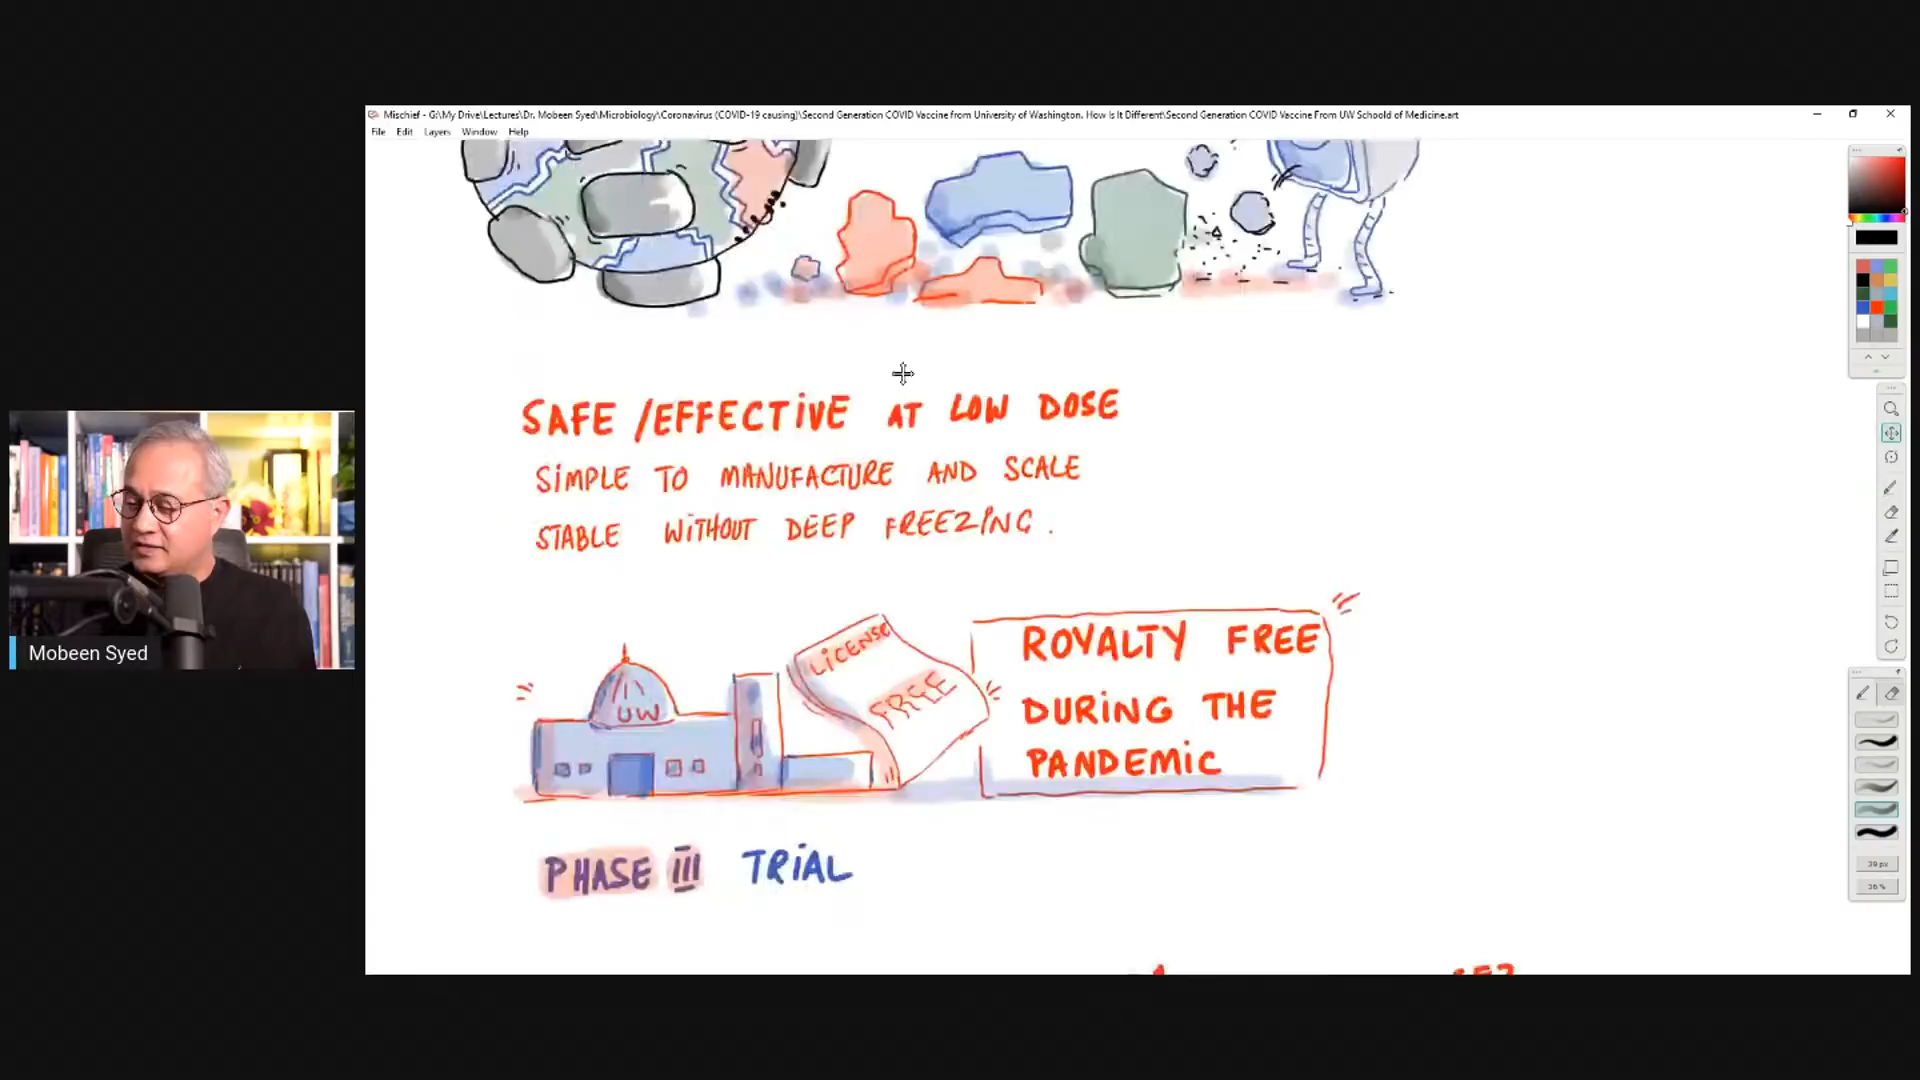 Mischief - G:\My Drive\Lectures\Dr. Mobeen Syed\Microbiology\Coronavirus (COVID-19 causing)\Second Generation COVID Vaccine from University of Washington. How Is It Different\Second Generation COVID Vaccine From UW Schoold of Medicine.art
File Edit Layers Window Help
SAFE /EFFECTIVE AT LOW DOSE
SIMPLE TO MANUFACTURE AND SCALE
STABLE WITHOUT DEEP FREEZING.
LICENSE
FREE
UW
ROYALTY FREE
DURING THE
PANDEMIC
PHASE III TRIAL
Mobeen Syed
39 px
36 %